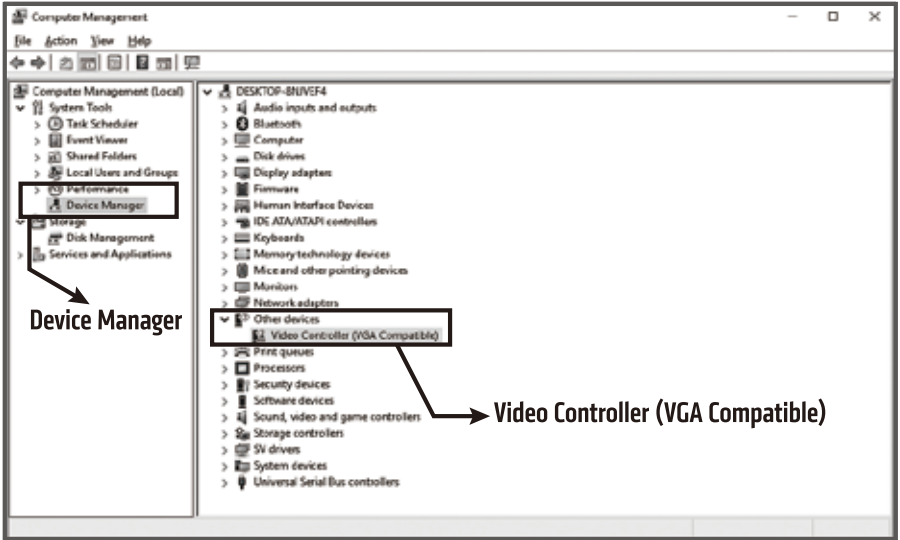 Computer Management
File Action View Help
Computer Management (Local)
System Tools
Task Scheduler
Event Viewer
Shared Folders
Local Users and Groups
Performance
Device Manager
Storage
Disk Management
Services and Applications
Device Manager
DESKTOP-8NJVEF4
Audio inputs and outputs
Bluetooth
Computer
Disk drives
Display adapters
Firmware
Human Interface Devices
IDE ATA/ATAPI controllers
Keyboards
Memory technology devices
Mice and other pointing devices
Monitors
Network adapters
Other devices
Video Controller (VGA Compatible)
Print queues
Processors
Security devices
Software devices
Sound, video and game controllers
Storage controllers
SV drivers
System devices
Universal Serial Bus controllers
Video Controller (VGA Compatible)